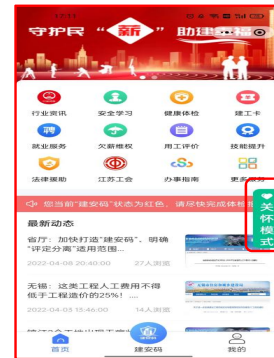 守护民“薪” 助建幸福
行业资讯 安全学习 健康体检 建工卡
就业服务 欠薪维权 用工评价 技能提升
法律援助 江苏工会 办事指南 更多服务
您当前“建安码”状态为红色，请尽快完成体检
关怀模式
最新动态
省厅：加快打造“建安码”、明确
“评定分离”适用范围...
2022-04-08 20:40:00 27人浏览
无锡：这类工程人工费用不得
低于工程造价的25%！....
2022-04-03 15:46:00 14人浏览
首页 建安码 我的